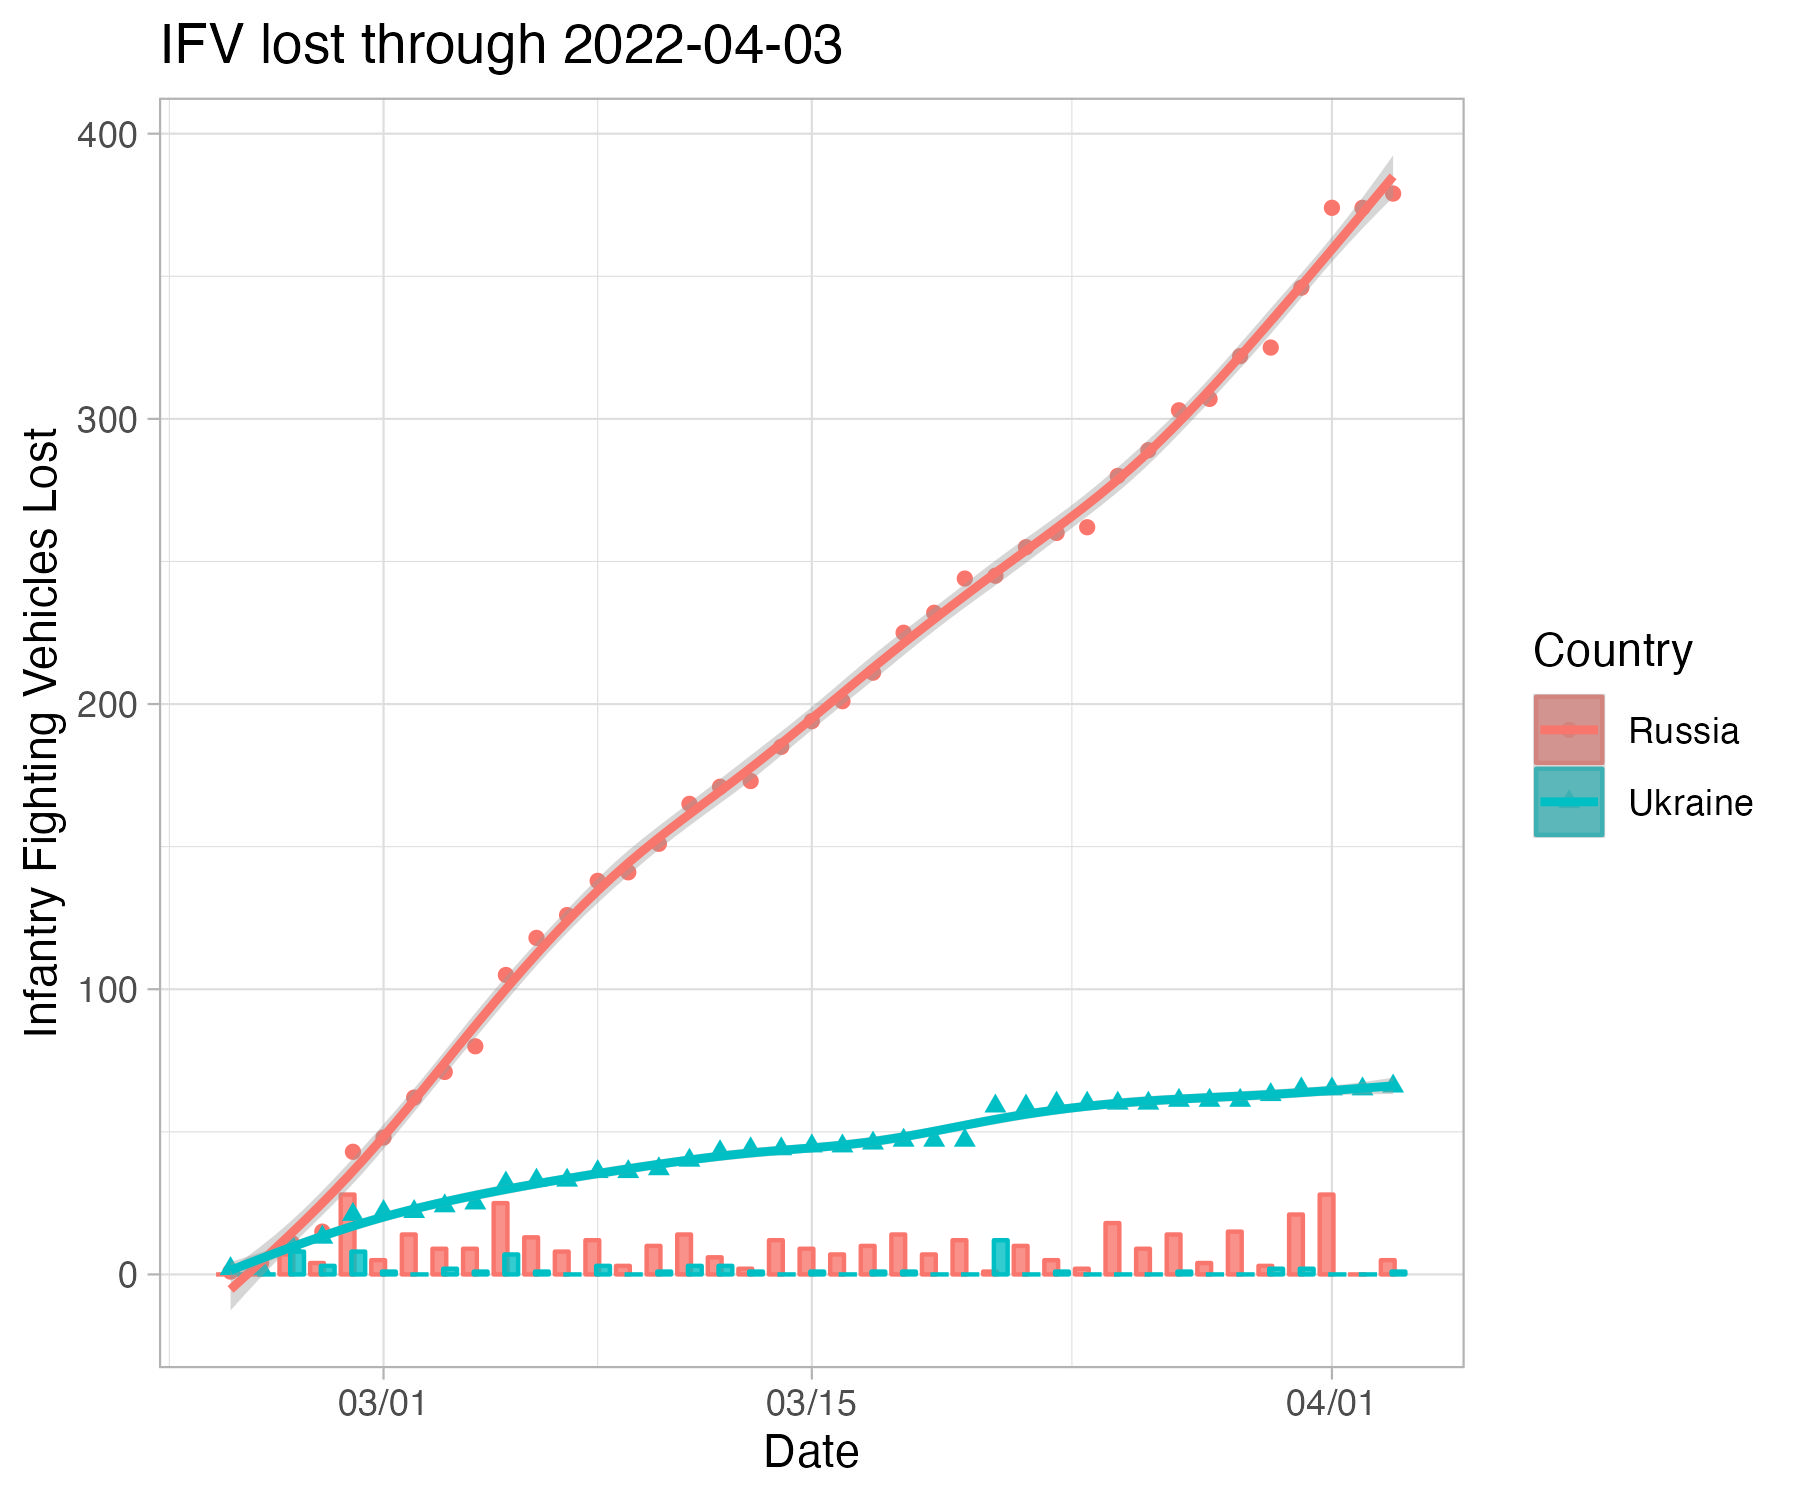 IFV lost through 2022-04-03
Infantry Fighting Vehicles Lost
400
300
200
100
0
03/01
03/15
04/01
Date
Country
Russia
Ukraine